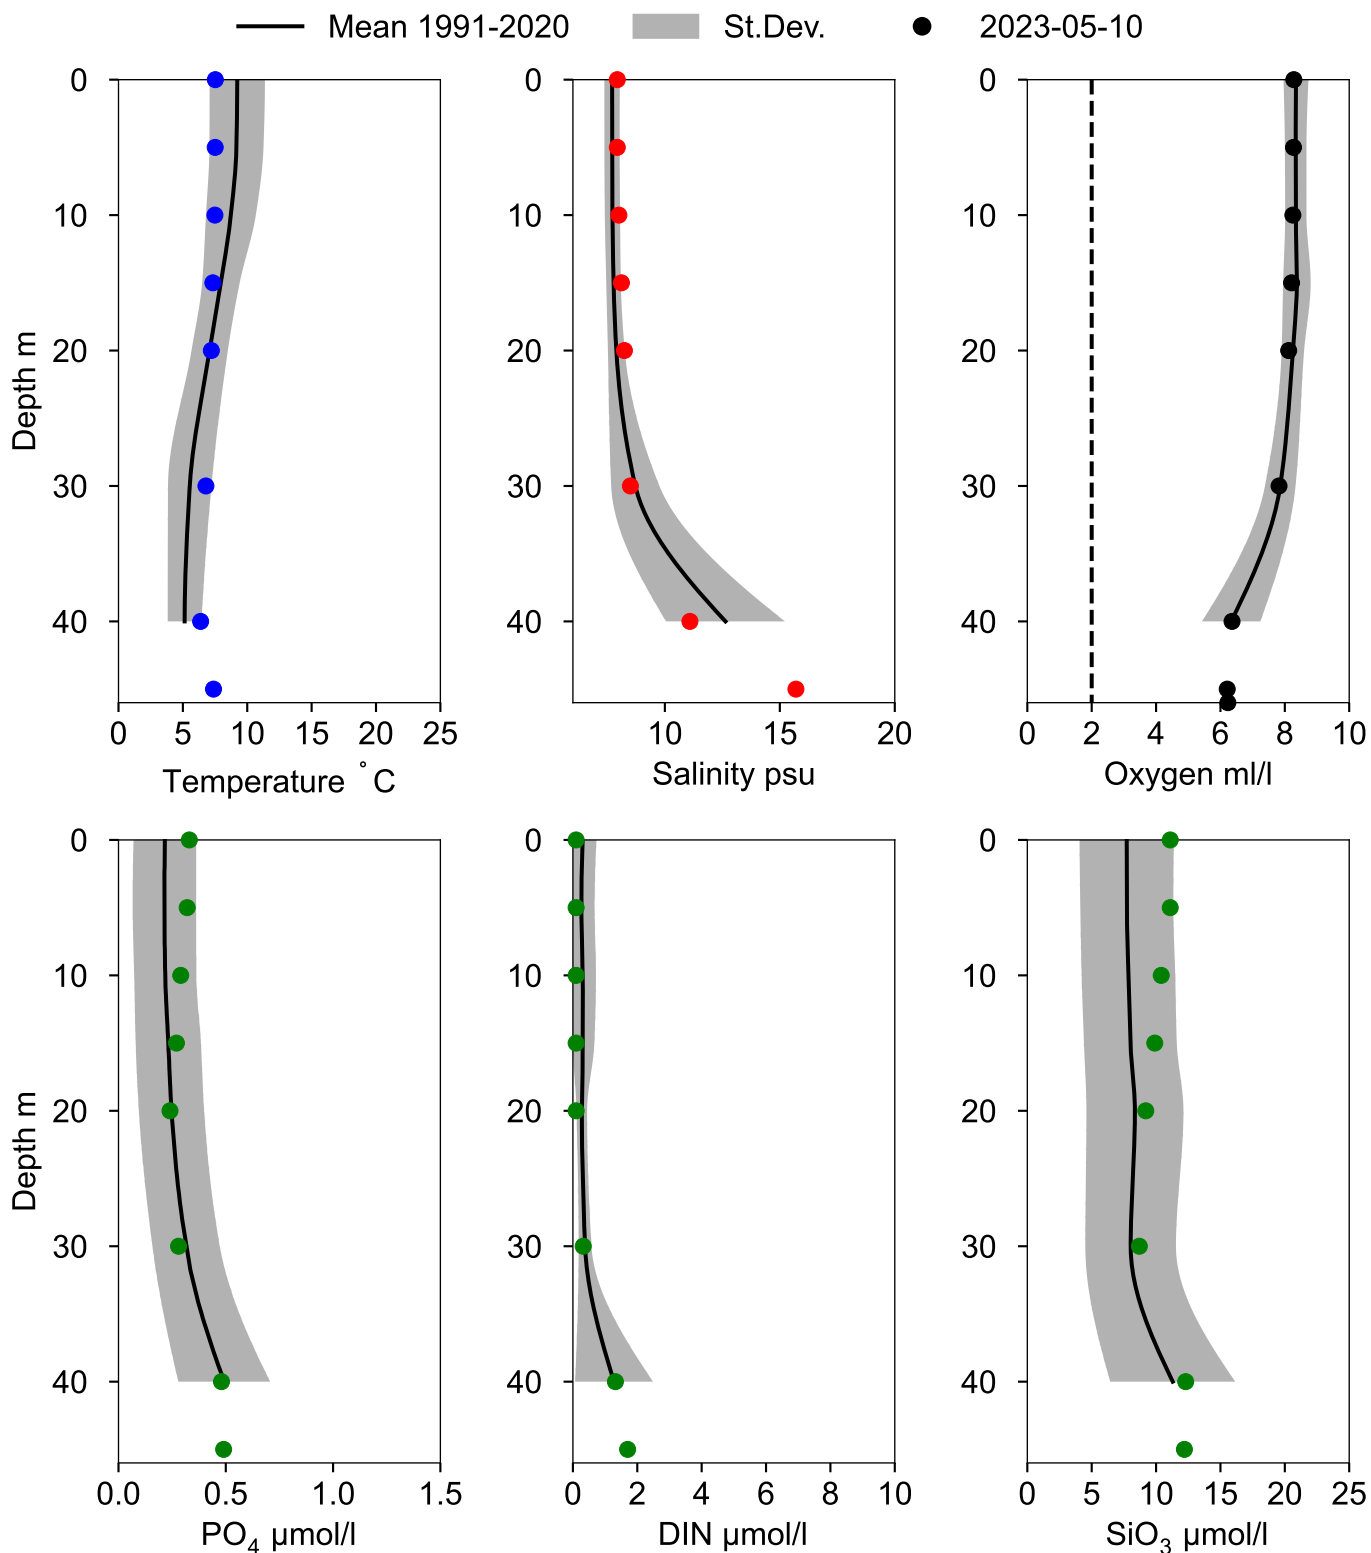 Mean 1991-2020 St.Dev. 2023-05-10
0 0 0
10 10 10
20 20 20
30 30 30
40 40 40
Depth m
0 5 10 15 20 25 10 15 20 0 2 4 6 8 10
Temperature °C Salinity psu Oxygen ml/l
0 0 0
10 10 10
20 20 20
30 30 30
40 40 40
Depth m
0.0 0.5 1.0 1.5 0 2 4 6 8 10 0 5 10 15 20 25
PO₄ µmol/l DIN µmol/l SiO₃ µmol/l